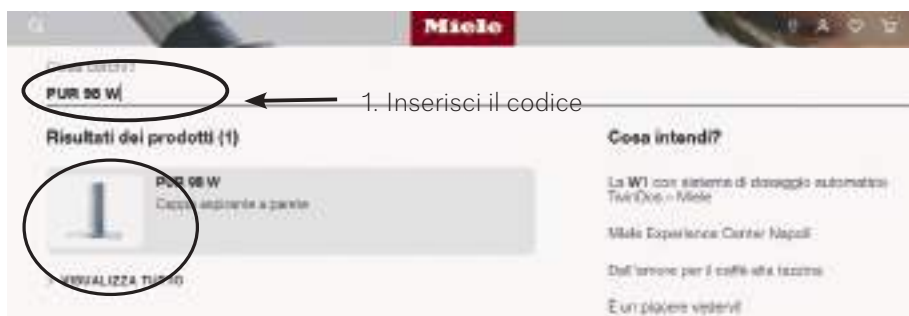 Miele
Cosa cerchi?
PUR 98 W
1. Inserisci il codice
Risultati dei prodotti (1)
Cosa intendi?
PUR 98 W
Cappa aspirante a parete
La W1 con sistema di dosaggio automatico
TwinDos – Miele
Miele Experience Center Napoli
Dall'amore per il caffè alla tazzina
È un piacere vedervi!
VISUALIZZA TUTTO